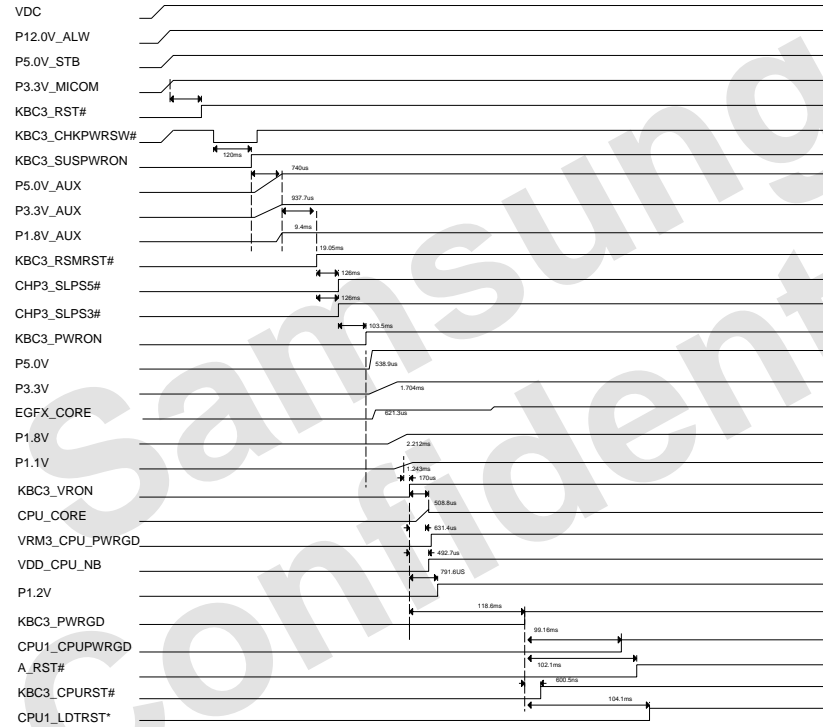 VDC
P12.0V_ALW
P5.0V_STB
P3.3V_MICOM
KBC3_RST#
KBC3_CHKPWRSW#
120ms
KBC3_SUSPWRON
740us
P5.0V_AUX
937.7us
P3.3V_AUX
9.4ms
P1.8V_AUX
19.05ms
KBC3_RSMRST#
126ms
CHP3_SLPS5#
126ms
CHP3_SLPS3#
103.5ms
KBC3_PWRON
P5.0V
538.9us
P3.3V
1.704ms
EGFX_CORE
621.3us
P1.8V
2.212ms
P1.1V
1.243ms
170us
KBC3_VRON
508.8us
CPU_CORE
631.4us
VRM3_CPU_PWRGD
492.7us
VDD_CPU_NB
791.6US
P1.2V
118.6ms
KBC3_PWRGD
99.16ms
CPU1_CPUPWRGD
102.1ms
A_RST#
600.5ns
KBC3_CPURST#
104.1ms
CPU1_LDTRST*
Samsung
Confident